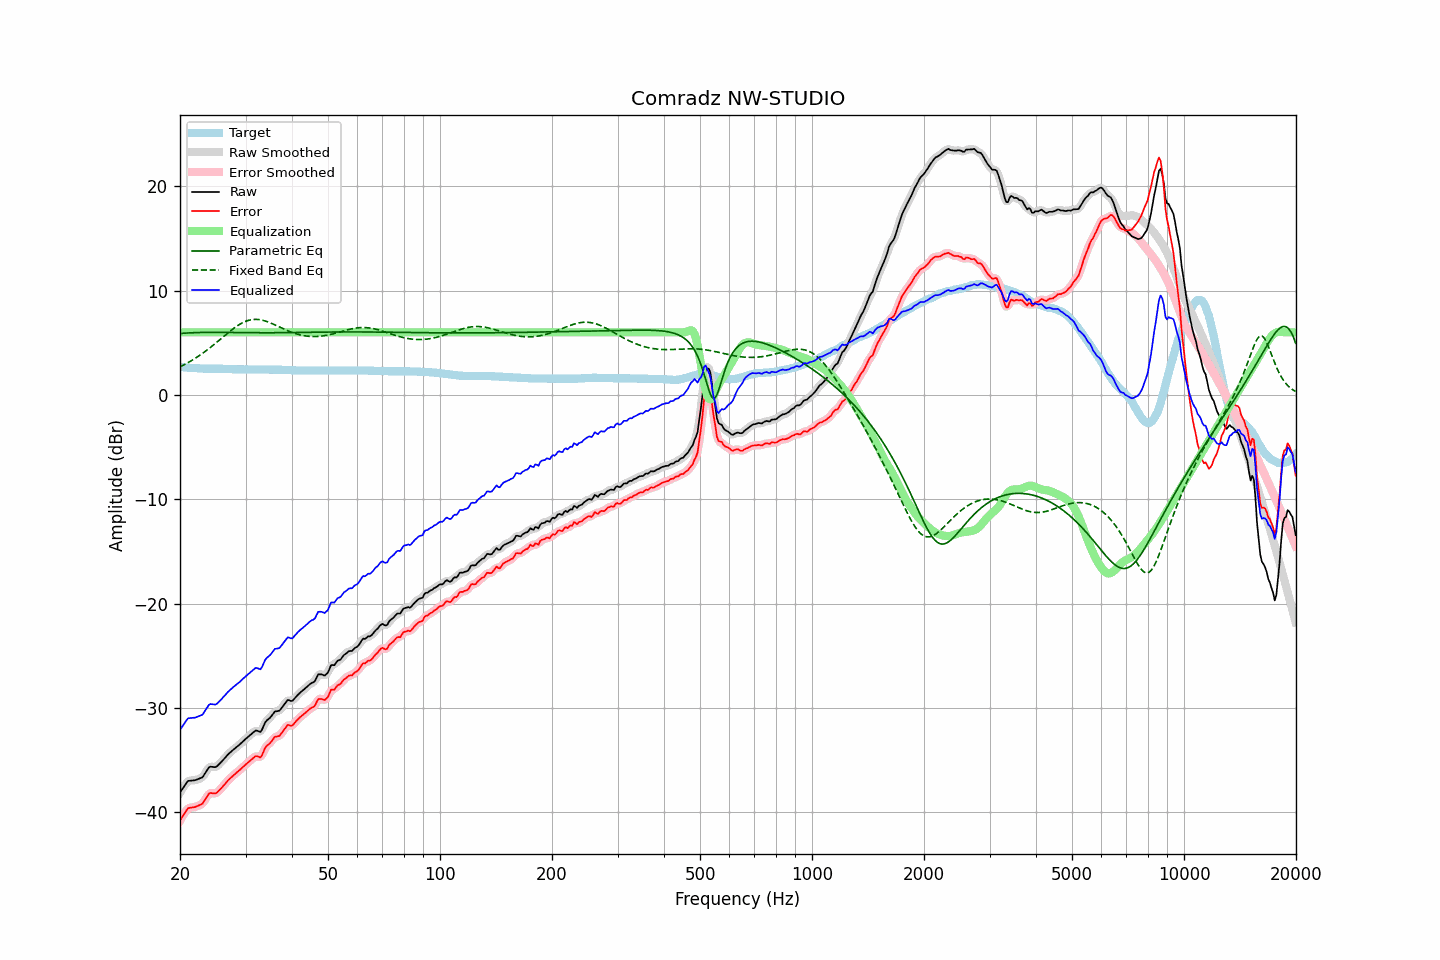 Comradz NW-STUDIO
Target
Raw Smoothed
Error Smoothed
Raw
Error
Equalization
Parametric Eq
Fixed Band Eq
Equalized
20
10
0
−10
−20
−30
−40
Amplitude (dBr)
20 50 100 200 500 1000 2000 5000 10000 20000
Frequency (Hz)